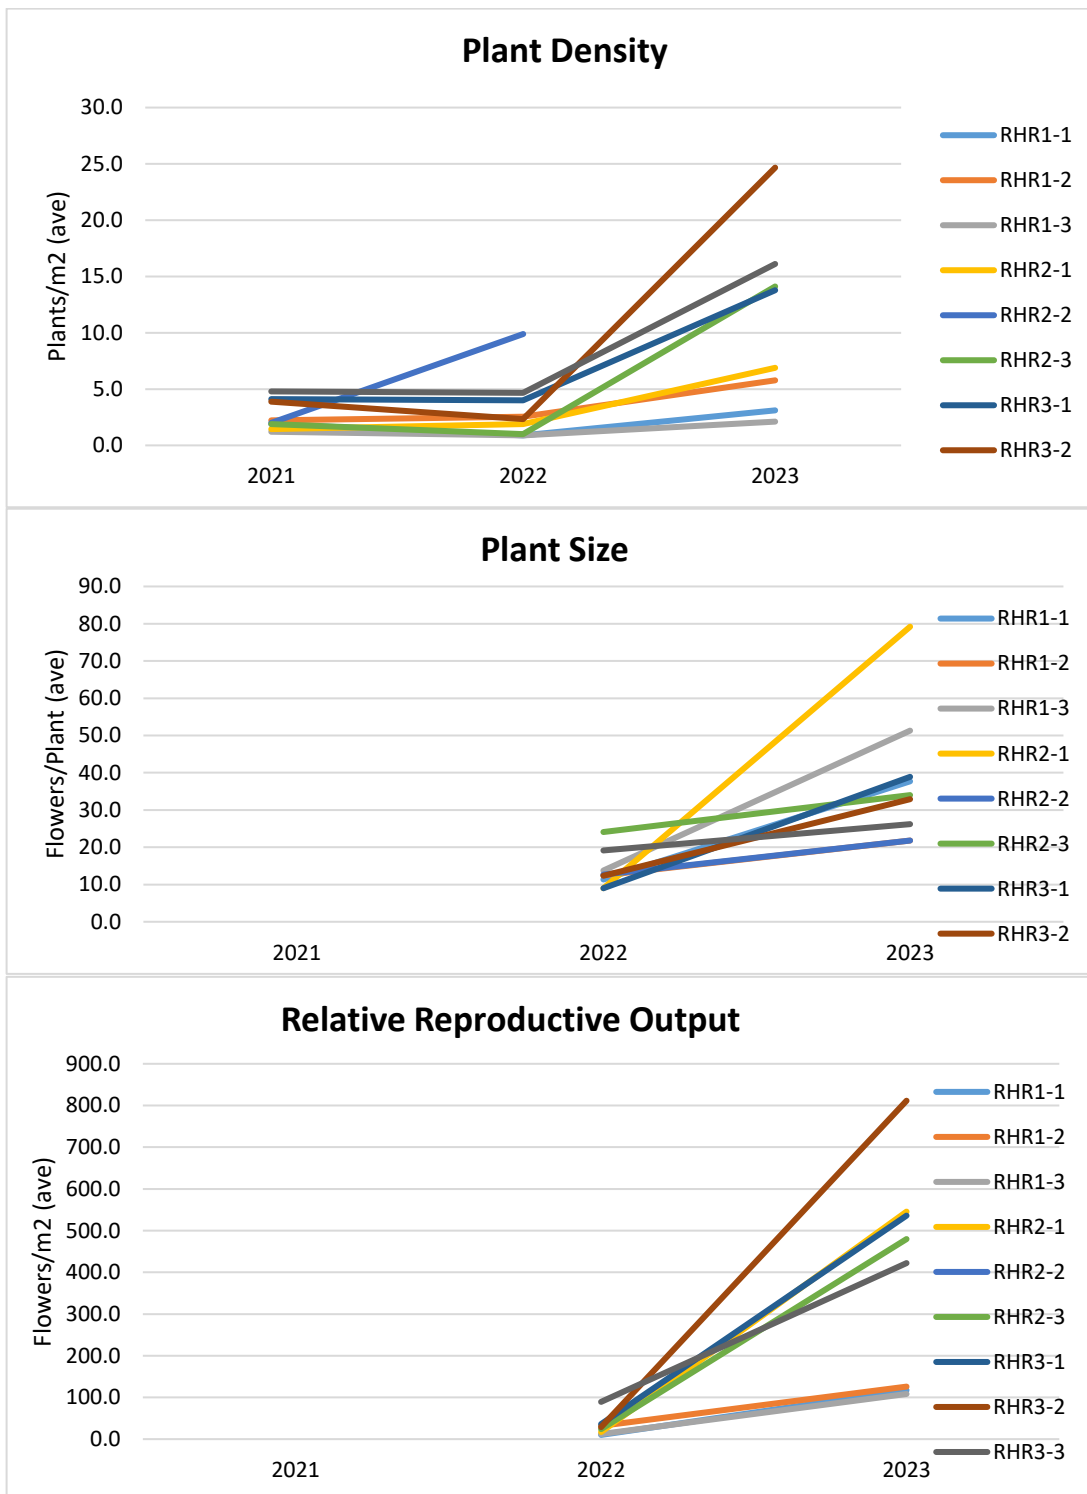 Plant Density
Plants/m2 (ave)
30.0
25.0
20.0
15.0
10.0
5.0
0.0
2021 2022 2023
RHR1-1
RHR1-2
RHR1-3
RHR2-1
RHR2-2
RHR2-3
RHR3-1
RHR3-2
Plant Size
Flowers/Plant (ave)
90.0
80.0
70.0
60.0
50.0
40.0
30.0
20.0
10.0
0.0
2021 2022 2023
RHR1-1
RHR1-2
RHR1-3
RHR2-1
RHR2-2
RHR2-3
RHR3-1
RHR3-2
Relative Reproductive Output
Flowers/m2 (ave)
900.0
800.0
700.0
600.0
500.0
400.0
300.0
200.0
100.0
0.0
2021 2022 2023
RHR1-1
RHR1-2
RHR1-3
RHR2-1
RHR2-2
RHR2-3
RHR3-1
RHR3-2
RHR3-3